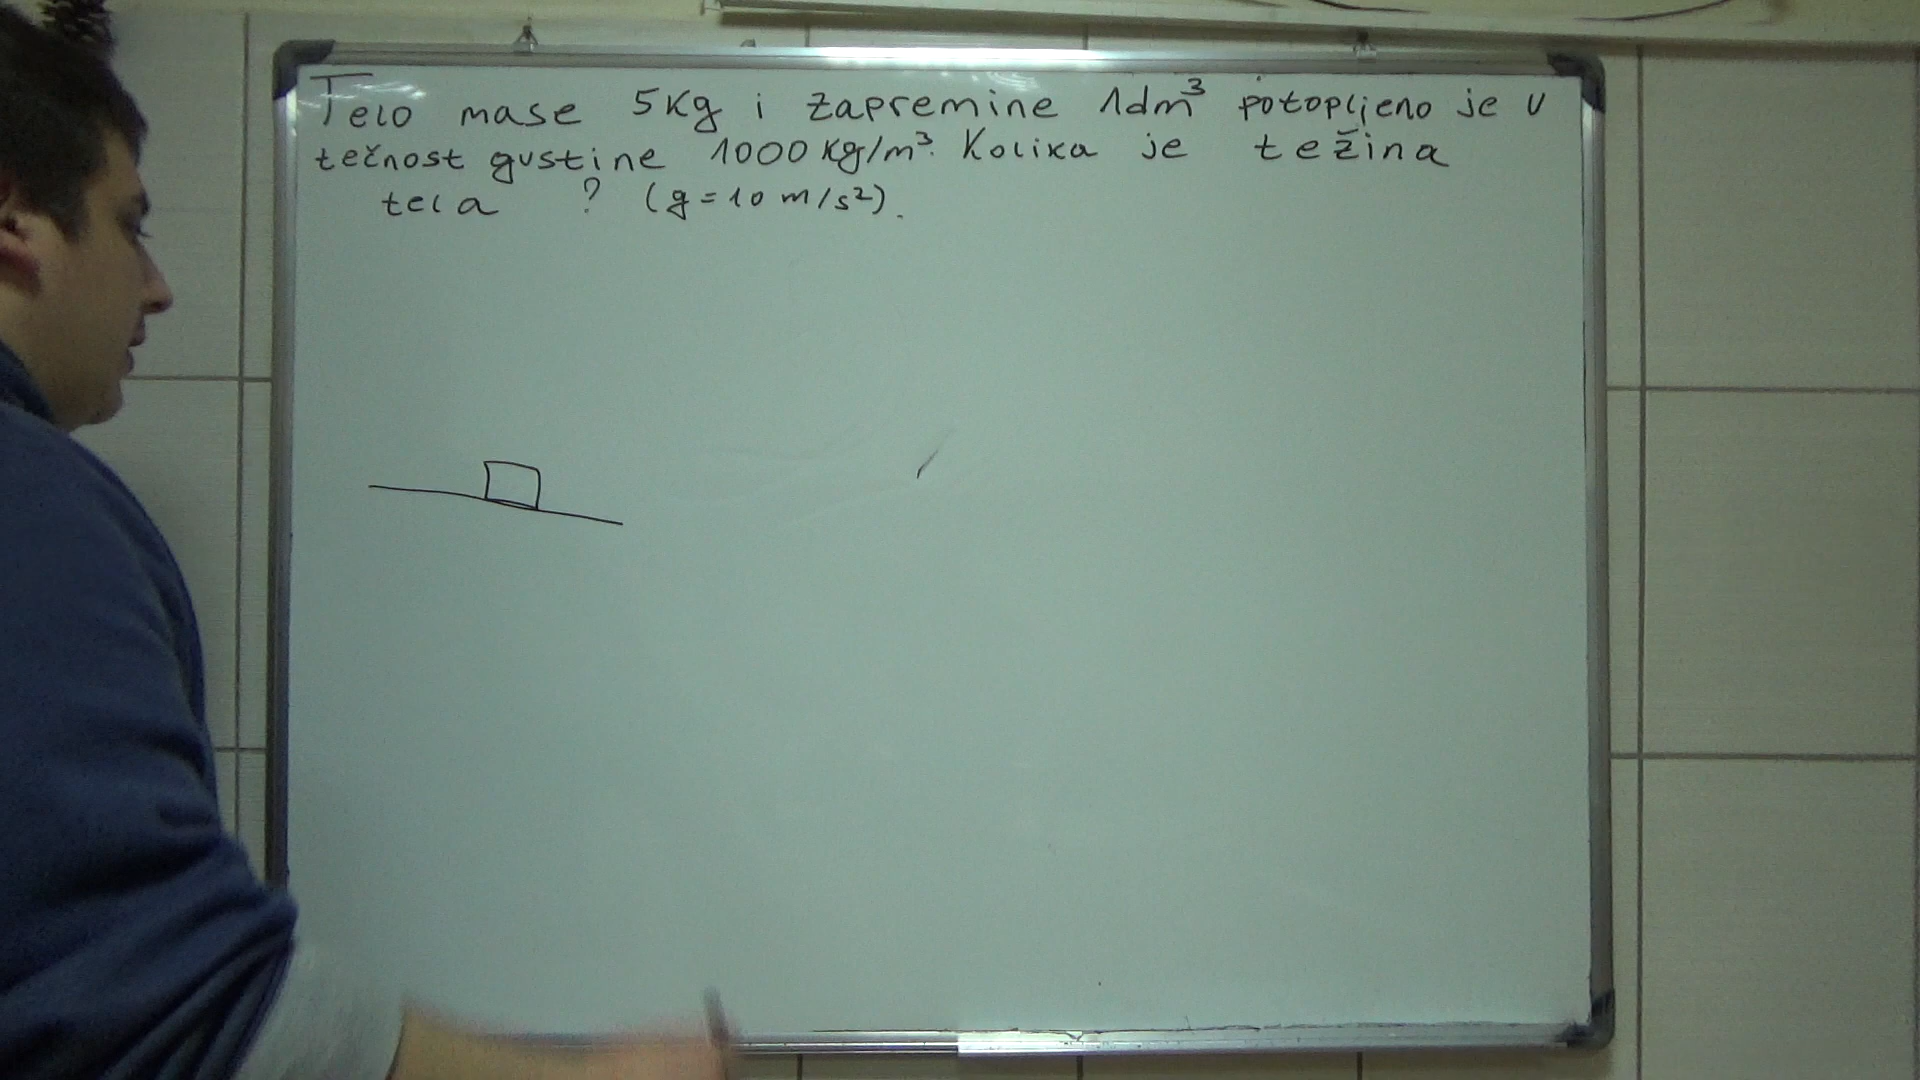 Telo mase 5Kg i zapremine 1dm³ potopljeno je u
tečnost gustine 1000 Kg/m³. Kolika je težina
tela ? (g = 10 m/s²).